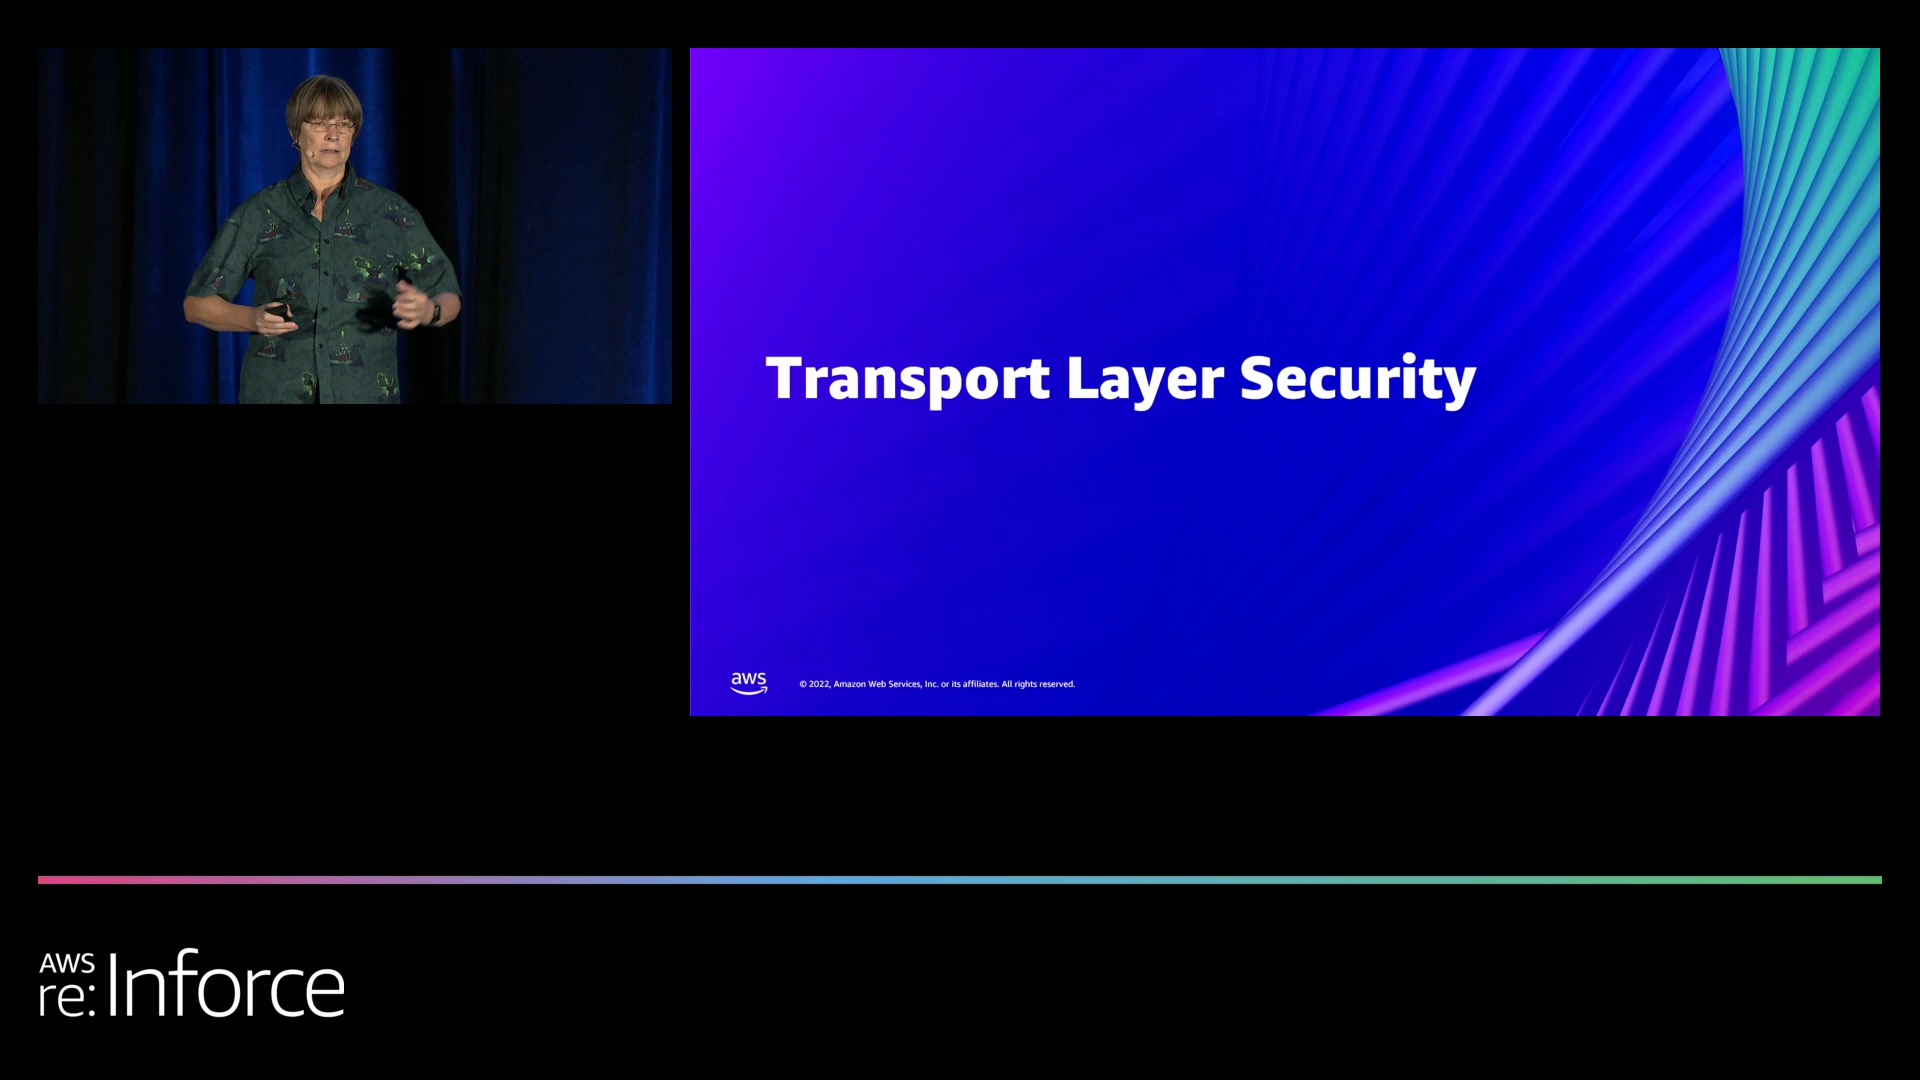 Transport Layer Security
aws
© 2022, Amazon Web Services, Inc. or its affiliates. All rights reserved.
AWS
re:Inforce